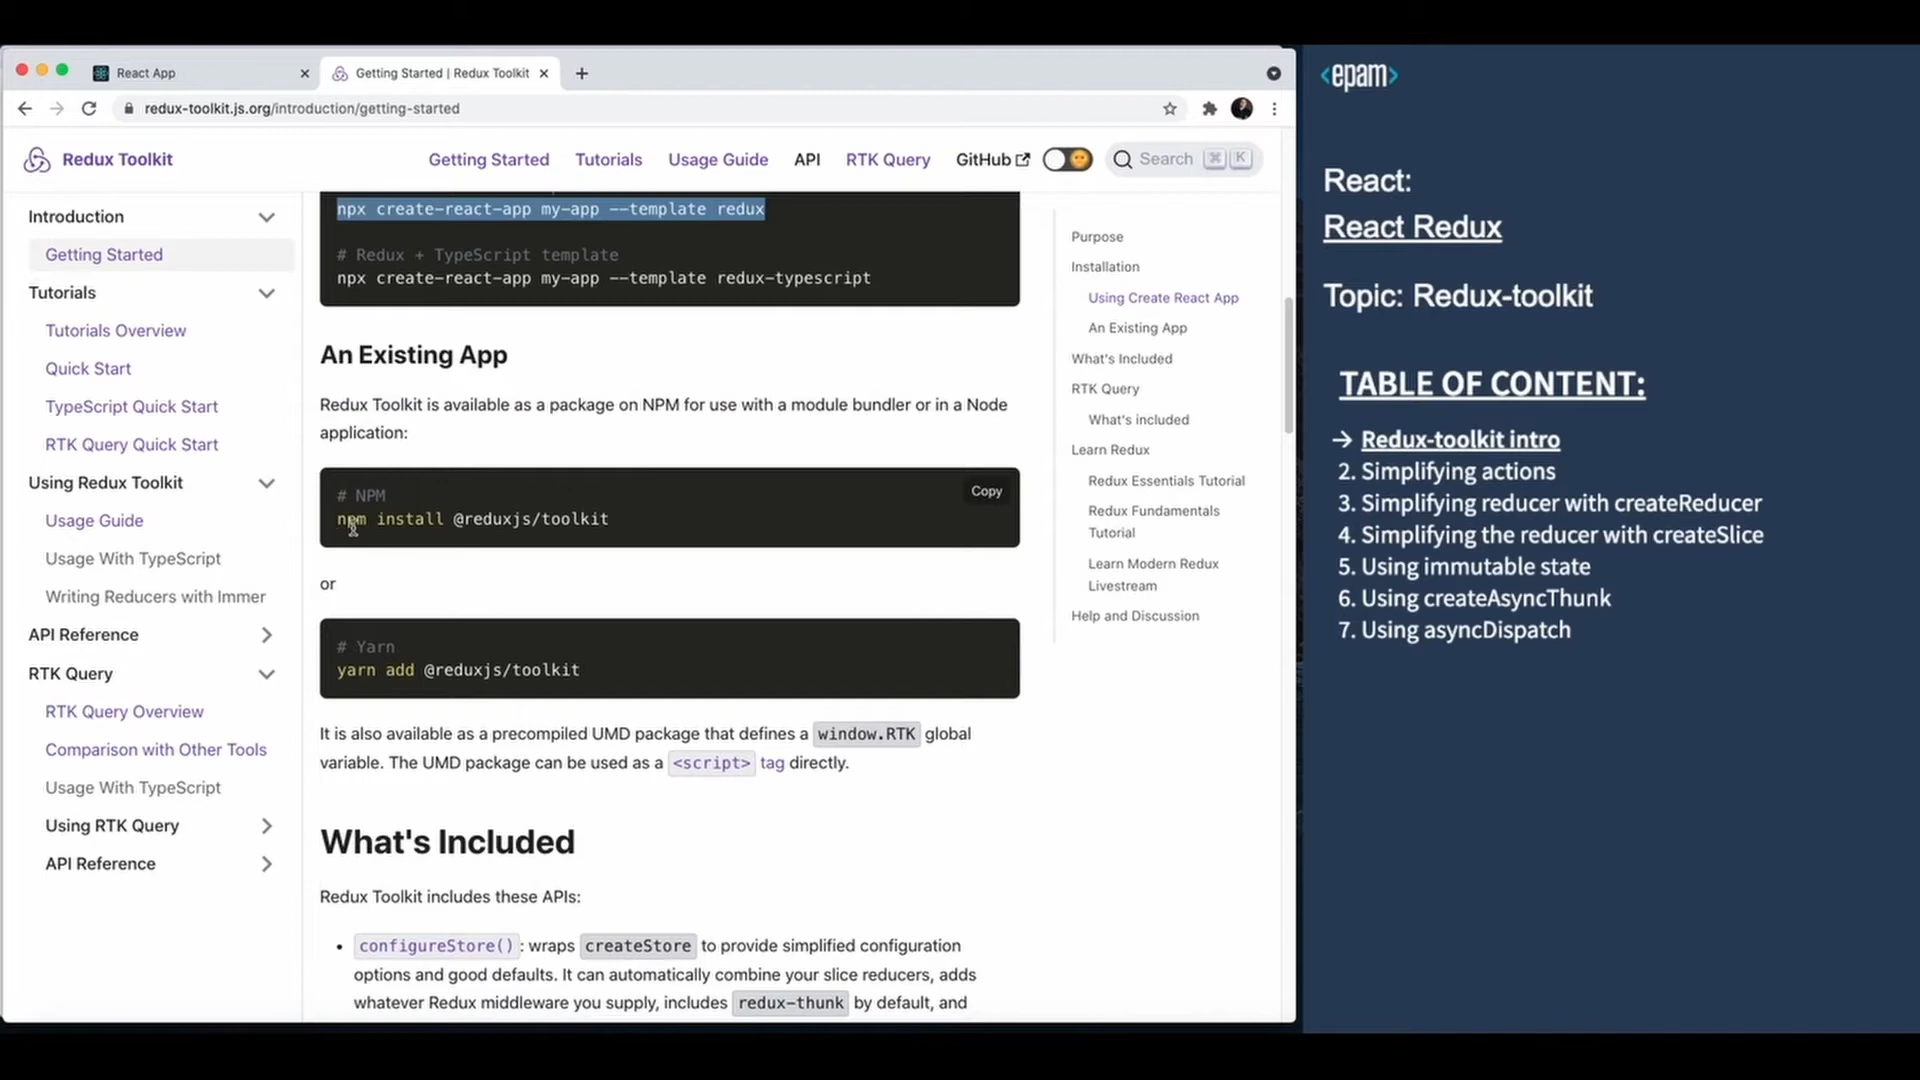 React App
Getting Started | Redux Toolkit
redux-toolkit.js.org/introduction/getting-started
Redux Toolkit
Getting Started
Tutorials
Usage Guide
API
RTK Query
GitHub
Search
⌘
K
Introduction
Getting Started
Tutorials
Tutorials Overview
Quick Start
TypeScript Quick Start
RTK Query Quick Start
Using Redux Toolkit
Usage Guide
Usage With TypeScript
Writing Reducers with Immer
API Reference
RTK Query
RTK Query Overview
Comparison with Other Tools
Usage With TypeScript
Using RTK Query
API Reference
npx create-react-app my-app --template redux
# Redux + TypeScript template
npx create-react-app my-app --template redux-typescript
An Existing App
Redux Toolkit is available as a package on NPM for use with a module bundler or in a Node
application:
# NPM
npm install @reduxjs/toolkit
Copy
or
# Yarn
yarn add @reduxjs/toolkit
It is also available as a precompiled UMD package that defines a window.RTK global
variable. The UMD package can be used as a <script> tag directly.
What's Included
Redux Toolkit includes these APIs:
• configureStore(): wraps createStore to provide simplified configuration
options and good defaults. It can automatically combine your slice reducers, adds
whatever Redux middleware you supply, includes redux-thunk by default, and
Purpose
Installation
Using Create React App
An Existing App
What's Included
RTK Query
What's included
Learn Redux
Redux Essentials Tutorial
Redux Fundamentals
Tutorial
Learn Modern Redux
Livestream
Help and Discussion
<epam>
React:
React Redux
Topic: Redux-toolkit
TABLE OF CONTENT:
→ Redux-toolkit intro
2. Simplifying actions
3. Simplifying reducer with createReducer
4. Simplifying the reducer with createSlice
5. Using immutable state
6. Using createAsyncThunk
7. Using asyncDispatch